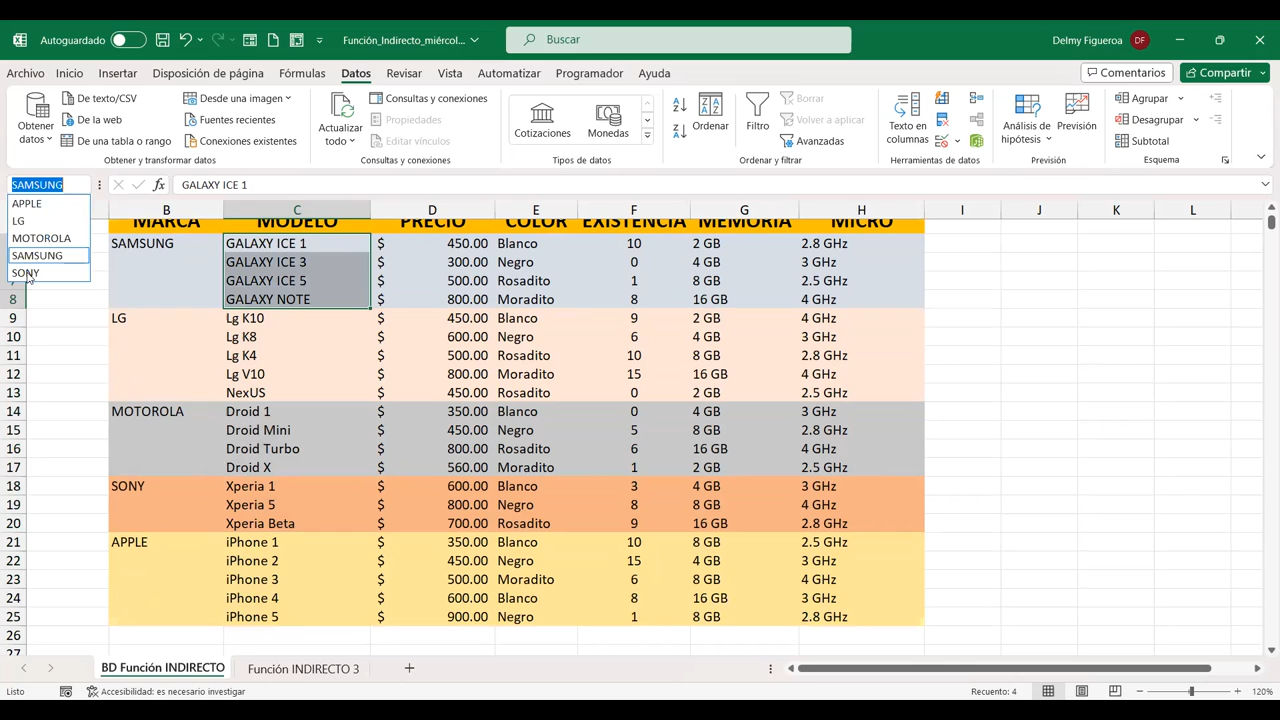 Autoguardado Función_Indirecto_miércol... Buscar Delmy Figueroa DF
Archivo Inicio Insertar Disposición de página Fórmulas Datos Revisar Vista Automatizar Programador Ayuda Comentarios Compartir
Obtener datos De texto/CSV De la web De una tabla o rango Desde una imagen Fuentes recientes Conexiones existentes
Actualizar todo Consultas y conexiones Propiedades Editar vínculos
Cotizaciones Monedas
Ordenar Filtro Borrar Volver a aplicar Avanzadas
Texto en columnas Análisis de hipótesis Previsión Agrupar Desagrupar Subtotal
Obtener y transformar datos Consultas y conexiones Tipos de datos Ordenar y filtrar Herramientas de datos Previsión Esquema
SAMSUNG fx GALAXY ICE 1
APPLE
LG
MOTOROLA
SAMSUNG
SONY
B C D E F G H I J K L
MARCA MODELO PRECIO COLOR EXISTENCIA MEMORIA MICRO
SAMSUNG GALAXY ICE 1 $ 450.00 Blanco 10 2 GB 2.8 GHz
GALAXY ICE 3 $ 300.00 Negro 0 4 GB 3 GHz
GALAXY ICE 5 $ 500.00 Rosadito 1 8 GB 2.5 GHz
8 GALAXY NOTE $ 800.00 Moradito 8 16 GB 4 GHz
9 LG Lg K10 $ 450.00 Blanco 9 2 GB 4 GHz
10 Lg K8 $ 600.00 Negro 6 4 GB 3 GHz
11 Lg K4 $ 500.00 Rosadito 10 8 GB 2.8 GHz
12 Lg V10 $ 800.00 Moradito 15 16 GB 4 GHz
13 NexUS $ 450.00 Rosadito 0 2 GB 3 GHz
14 MOTOROLA Droid 1 $ 350.00 Blanco 0 4 GB 3 GHz
15 Droid Mini $ 450.00 Negro 5 8 GB 2.8 GHz
16 Droid Turbo $ 800.00 Rosadito 6 16 GB 4 GHz
17 Droid X $ 560.00 Moradito 1 2 GB 2.5 GHz
18 SONY Xperia 1 $ 600.00 Blanco 3 4 GB 3 GHz
19 Xperia 5 $ 800.00 Negro 8 8 GB 4 GHz
20 Xperia Beta $ 700.00 Rosadito 9 16 GB 2.8 GHz
21 APPLE iPhone 1 $ 350.00 Blanco 10 8 GB 2.5 GHz
22 iPhone 2 $ 450.00 Negro 15 4 GB 3 GHz
23 iPhone 3 $ 500.00 Moradito 6 8 GB 4 GHz
24 iPhone 4 $ 600.00 Blanco 8 16 GB 3 GHz
25 iPhone 5 $ 900.00 Negro 1 8 GB 2.8 GHz
26
27
BD Función INDIRECTO Función INDIRECTO 3
Listo Accesibilidad: es necesario investigar Recuento: 4 120%